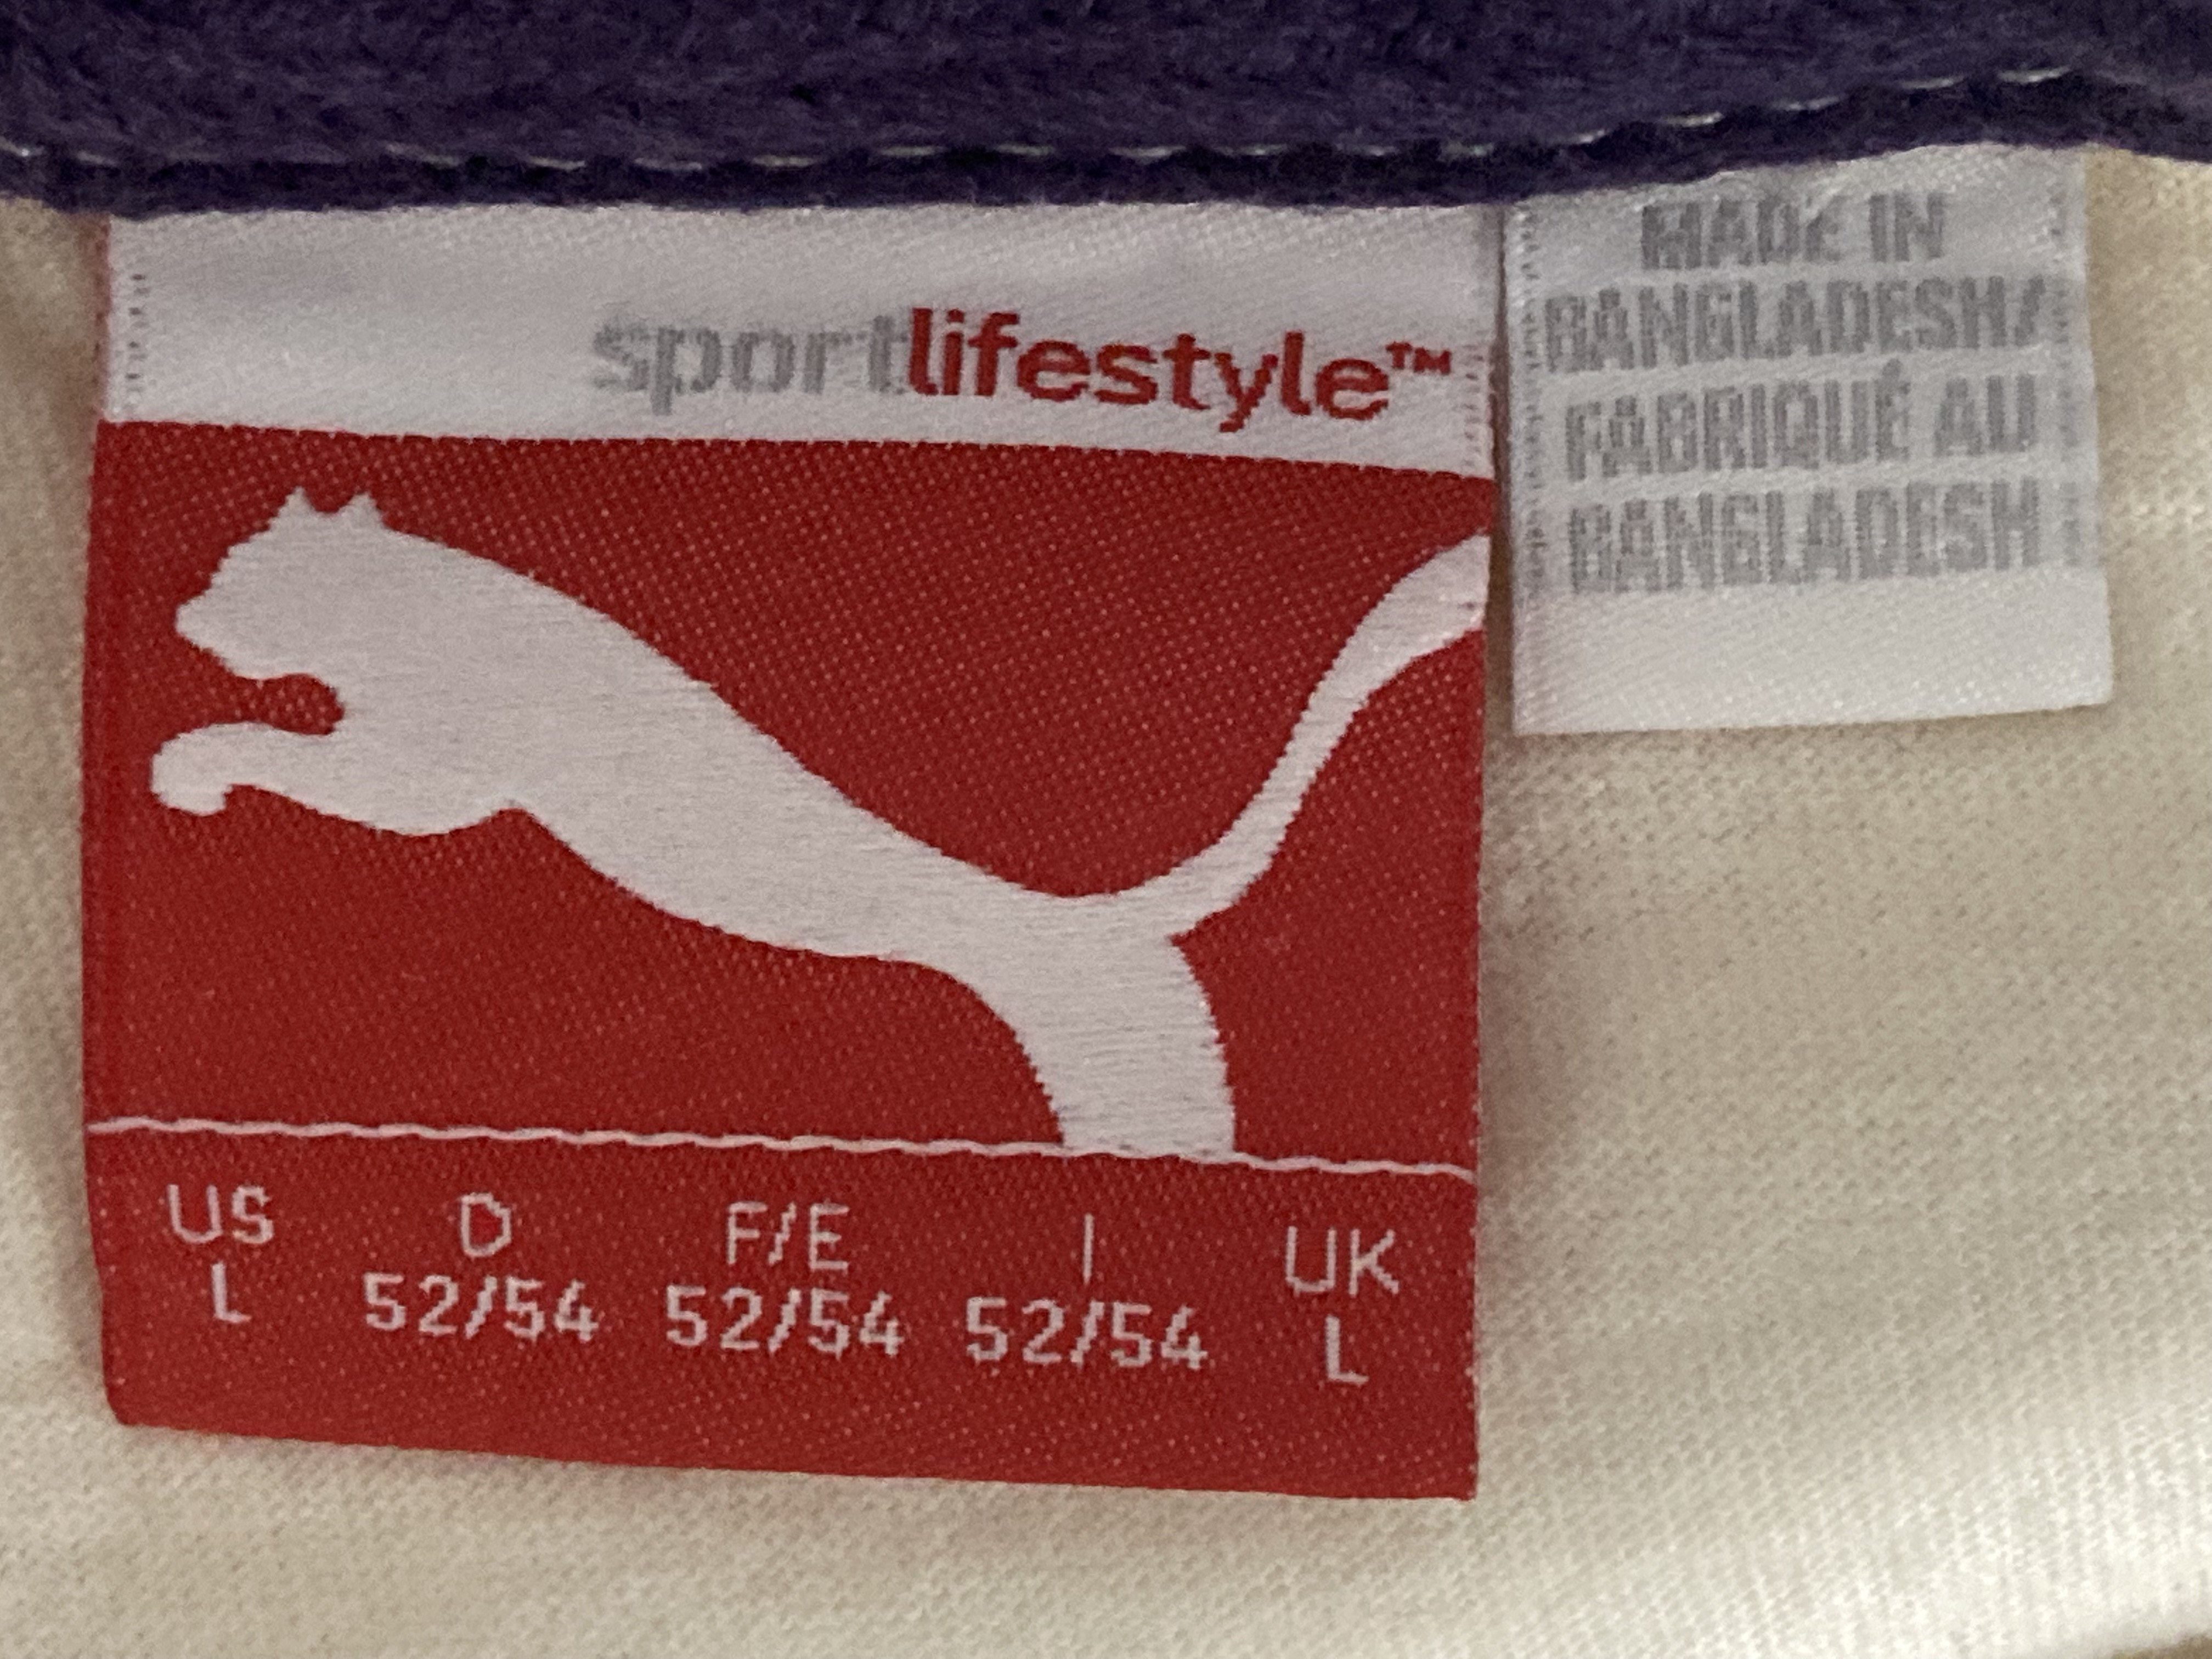 sportlifestyle™
US D F/E I UK
L 52/54 52/54 52/54 L
MADE IN
BANGLADESH/
FABRIQUÉ AU
BANGLADESH